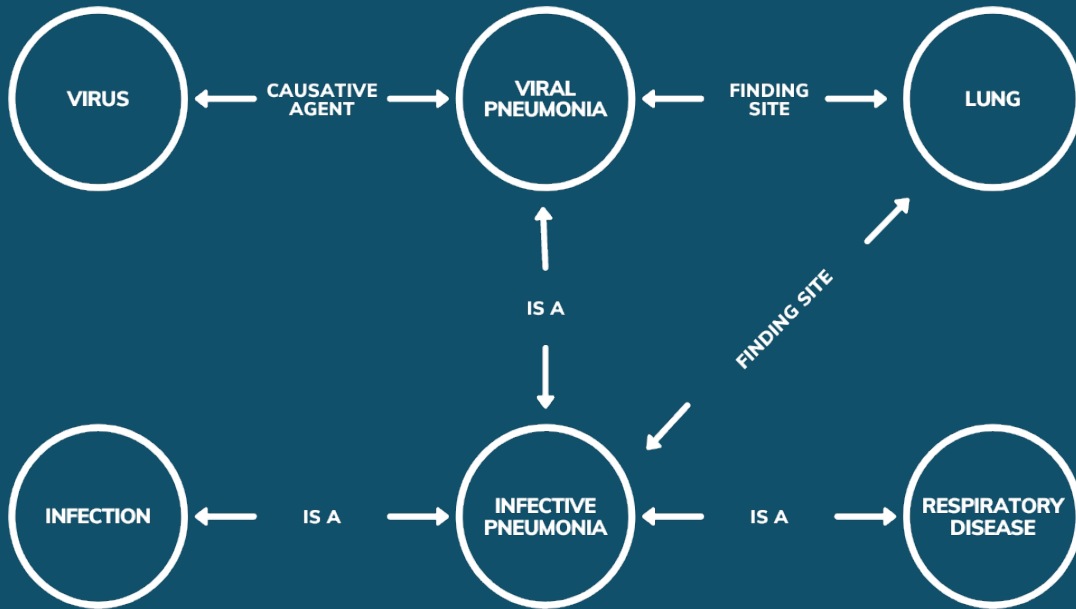 VIRUS
CAUSATIVE
AGENT
VIRAL
PNEUMONIA
FINDING
SITE
LUNG
IS A
FINDING SITE
INFECTION
IS A
INFECTIVE
PNEUMONIA
IS A
RESPIRATORY
DISEASE